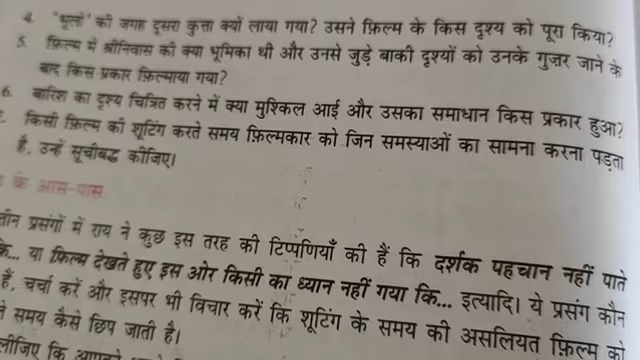 4. 'भूलो' की जगह दूसरा कुत्ता क्यों लाया गया? उसने फ़िल्म के किस दृश्य को पूरा किया?
5. फ़िल्म में श्रीनिवास की क्या भूमिका थी और उनसे जुड़े बाकी दृश्यों को उनके गुज़र जाने के
बाद किस प्रकार फ़िल्माया गया?
6. बारिश का दृश्य चित्रित करने में क्या मुश्किल आई और उसका समाधान किस प्रकार हुआ?
किसी फ़िल्म की शूटिंग करते समय फ़िल्मकार को जिन समस्याओं का सामना करना पड़ता
है, उन्हें सूचीबद्ध कीजिए।
के आस-पास
तीन प्रसंगों में राय ने कुछ इस तरह की टिप्पणियाँ की हैं कि दर्शक पहचान नहीं पाते
कि... या फ़िल्म देखते हुए इस ओर किसी का ध्यान नहीं गया कि... इत्यादि। ये प्रसंग कौन
हैं, चर्चा करें और इसपर भी विचार करें कि शूटिंग के समय की असलियत फ़िल्म को
समय कैसे छिप जाती है।
लीजिए कि आपको